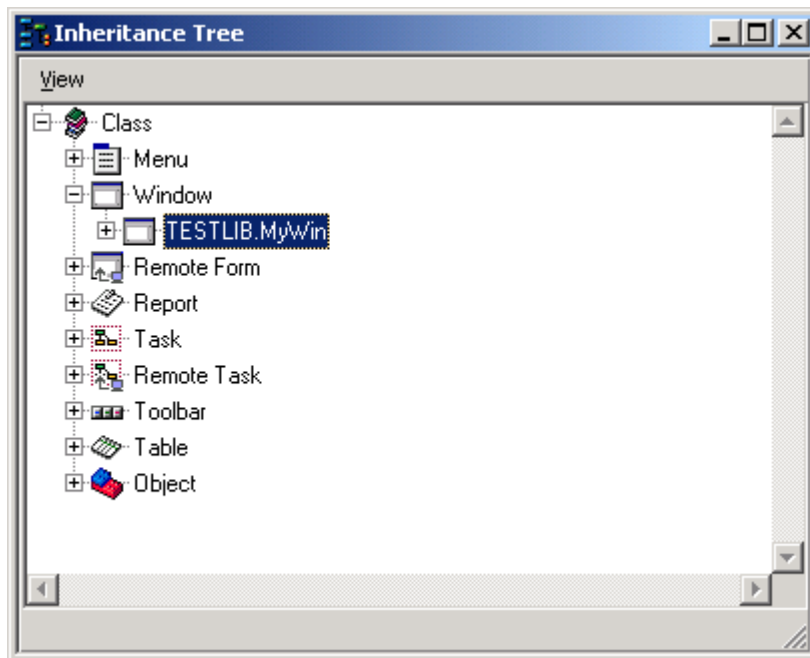 Inheritance Tree
View
Class
Menu
Window
TESTLIB.MyWin
Remote Form
Report
Task
Remote Task
Toolbar
Table
Object